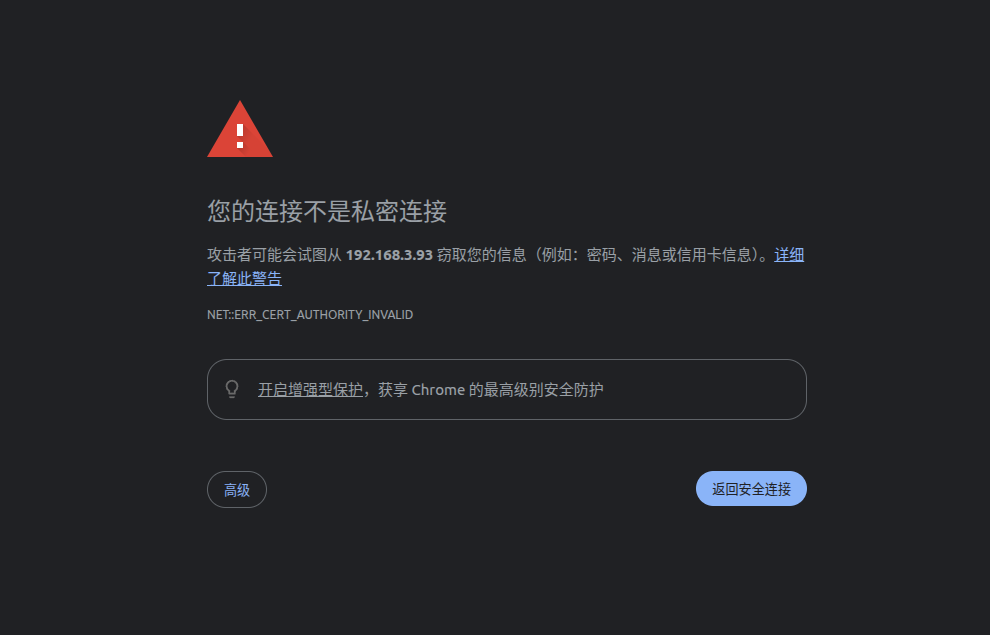 您的连接不是私密连接
攻击者可能会试图从 192.168.3.93 窃取您的信息（例如：密码、消息或信用卡信息）。详细
了解此警告
NET::ERR_CERT_AUTHORITY_INVALID
开启增强型保护，获享 Chrome 的最高级别安全防护
高级
返回安全连接